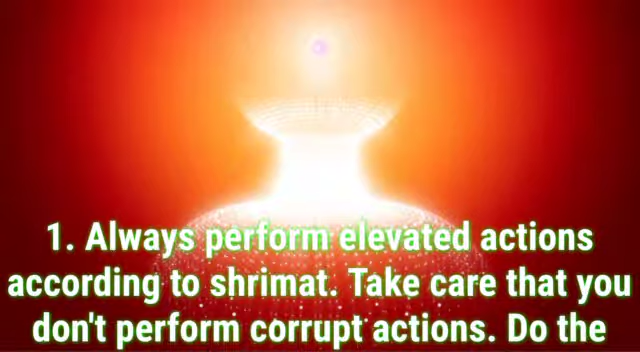 1. Always perform elevated actions
according to shrimat. Take care that you
don't perform corrupt actions. Do the